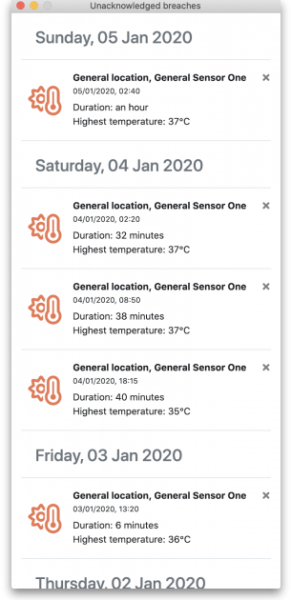 Unacknowledged breaches
Sunday, 05 Jan 2020
General location, General Sensor One
05/01/2020, 02:40
Duration: an hour
Highest temperature: 37°C
Saturday, 04 Jan 2020
General location, General Sensor One
04/01/2020, 02:20
Duration: 32 minutes
Highest temperature: 37°C
General location, General Sensor One
04/01/2020, 08:50
Duration: 38 minutes
Highest temperature: 37°C
General location, General Sensor One
04/01/2020, 18:15
Duration: 40 minutes
Highest temperature: 35°C
Friday, 03 Jan 2020
General location, General Sensor One
03/01/2020, 13:20
Duration: 6 minutes
Highest temperature: 36°C
Thursday, 02 Jan 2020